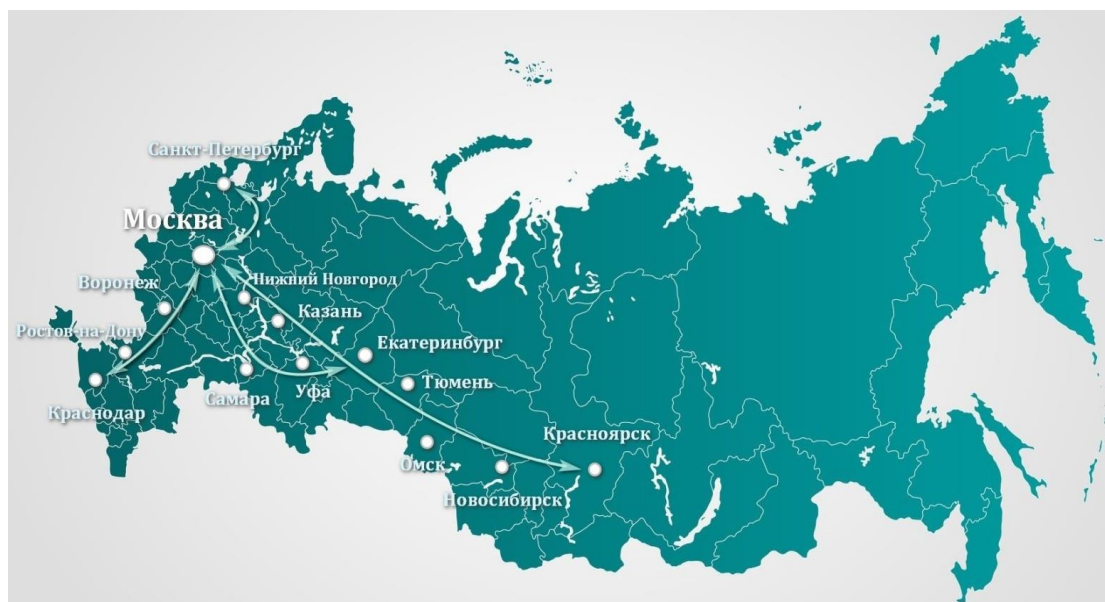 Санкт-Петербург
Москва
Нижний Новгород
Воронеж
Казань
Ростов-на-Дону
Екатеринбург
Тюмень
Уфа
Самара
Краснодар
Красноярск
Омск
Новосибирск